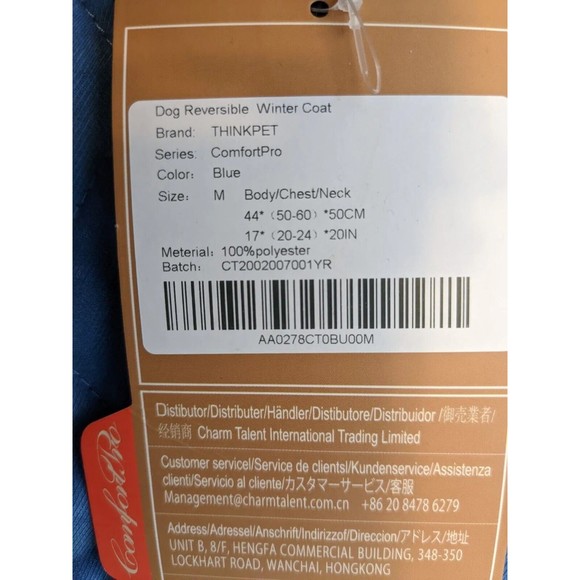 Dog Reversible Winter Coat
Brand: THINKPET
Series: ComfortPro
Color: Blue
Size: M Body/Chest/Neck
44*（50-60）*50CM
17*（20-24）*20IN
Meterial: 100%polyester
Batch: CT2002007001YR
AA0278CT0BU00M
Distibutor/Distributer/Händler/Distibutore/Distribuidor /御売業者/
经销商 Charm Talent International Trading Limited
Customer servicel/Service de clientsl/Kundenservice/Assistenza
clienti/Servicio al cliente/カスタマーサービス/客服
Management@charmtalent.com.cn +86 20 8478 6279
Address/Adressel/Anschrift/Indirizzof/Direccion/アドレス/地址
UNIT B, 8/F, HENGFA COMMERCIAL BUILDING, 348-350
LOCKHART ROAD, WANCHAI, HONGKONG
ComfortPro